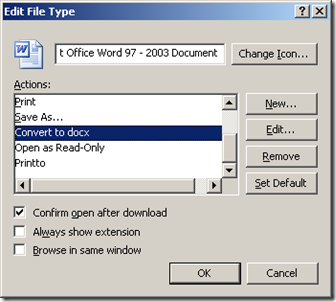 Edit File Type
t Office Word 97 - 2003 Document
Change Icon...
Actions:
Print
Save As...
Convert to docx
Open as Read-Only
Printto
New...
Edit...
Remove
Set Default
Confirm open after download
Always show extension
Browse in same window
OK
Cancel